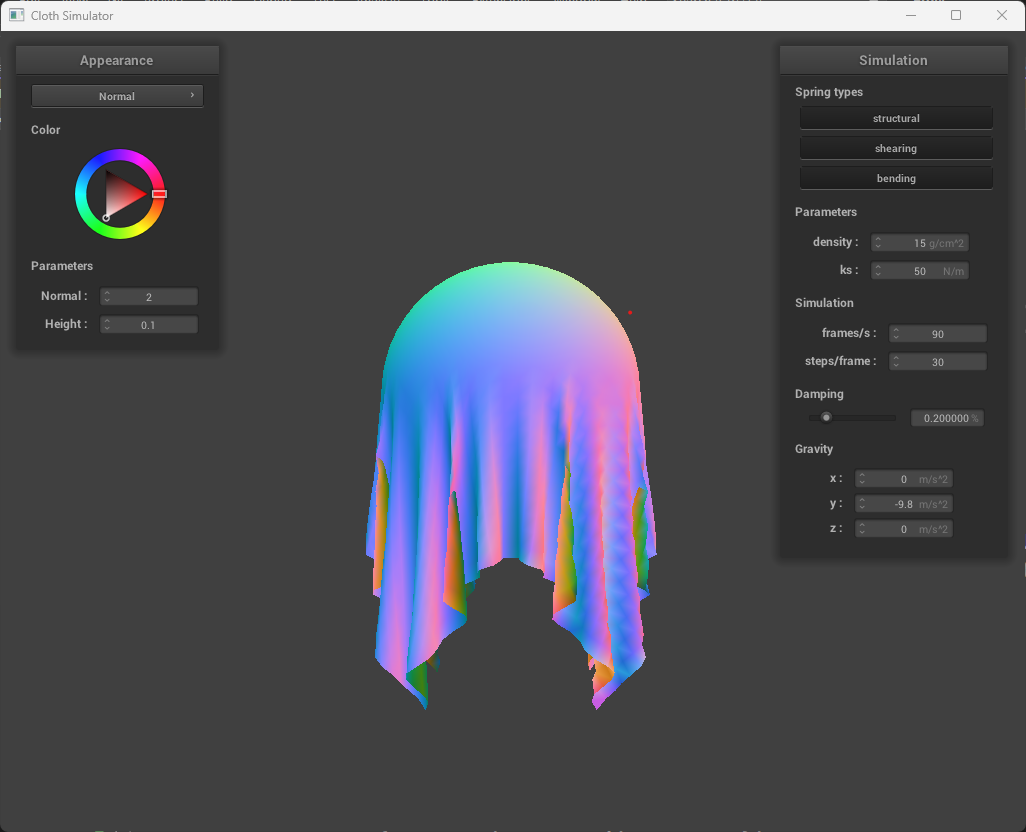 Cloth Simulator
Appearance
Normal
Color
Parameters
Normal : 2
Height : 0.1
Simulation
Spring types
structural
shearing
bending
Parameters
density : 15 g/cm^2
ks : 50 N/m
Simulation
frames/s : 90
steps/frame : 30
Damping
0.200000 %
Gravity
x : 0 m/s^2
y : -9.8 m/s^2
z : 0 m/s^2